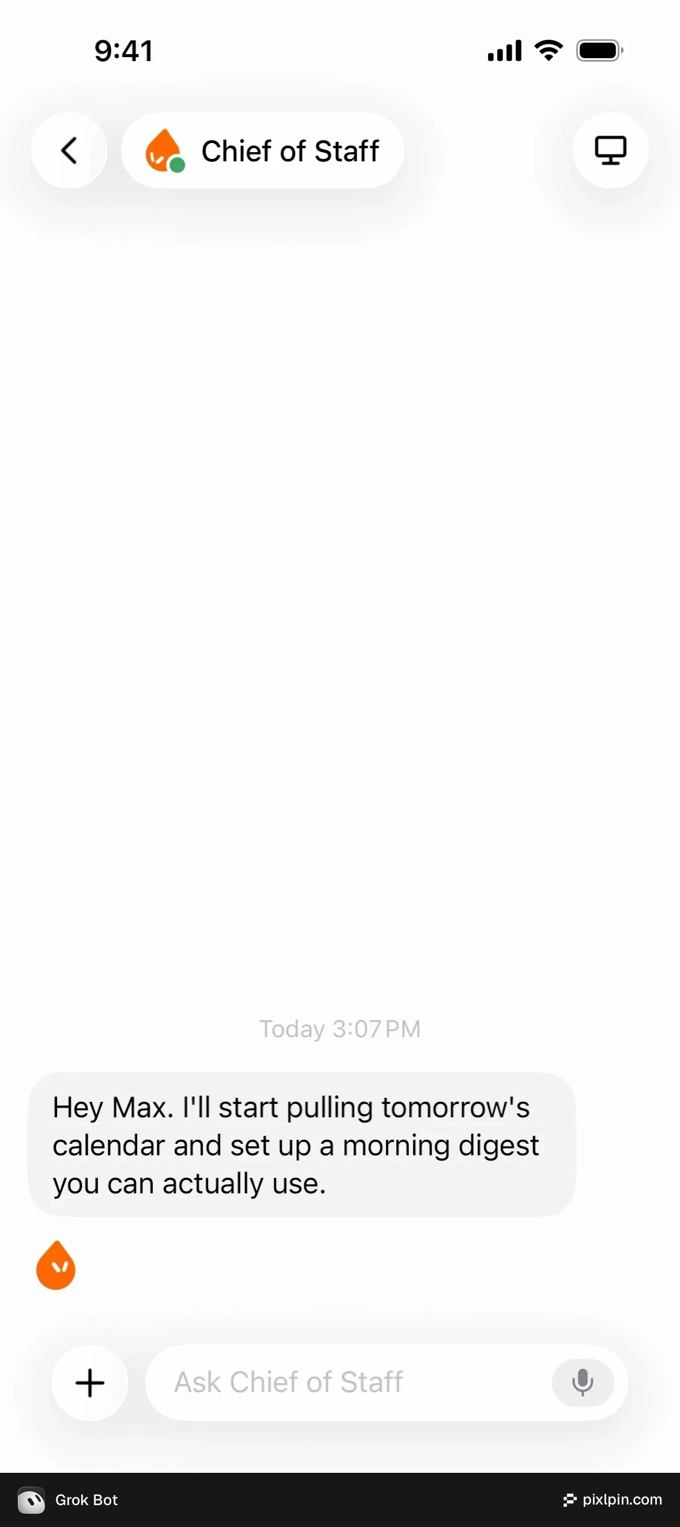 9:41
Chief of Staff
Today 3:07 PM
Hey Max. I'll start pulling tomorrow's
calendar and set up a morning digest
you can actually use.
Ask Chief of Staff
Grok Bot
pixlpin.com